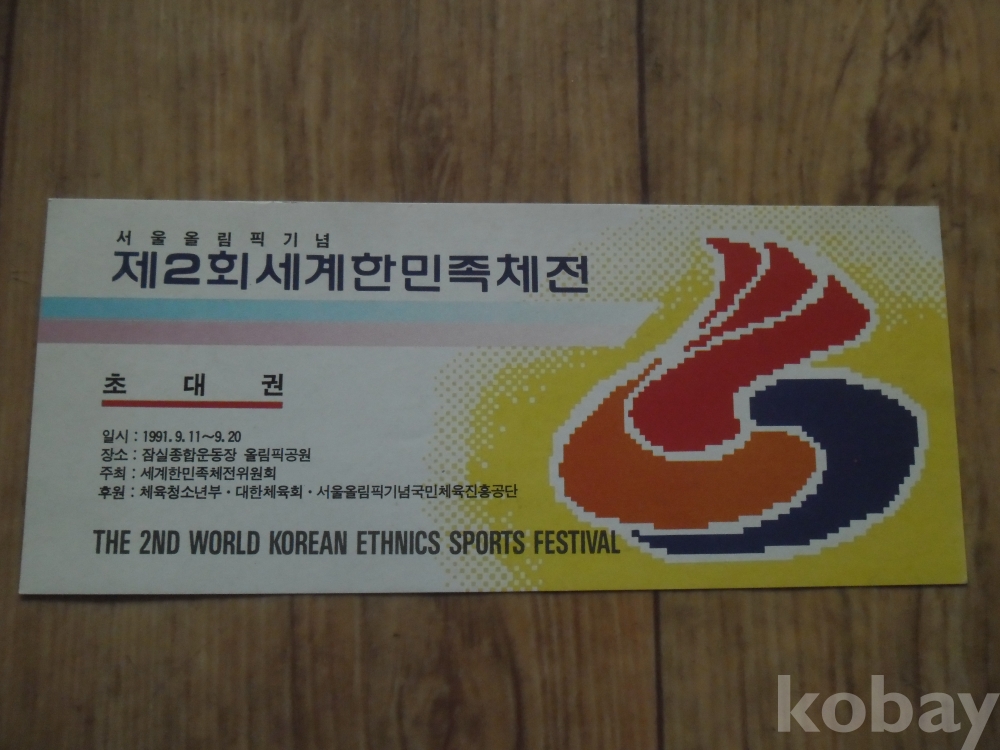 서울올림픽기념
제2회세계한민족체전
초 대 권
일시 : 1991. 9. 11~9. 20
장소 : 잠실종합운동장 올림픽공원
주최 : 세계한민족체전위원회
후원 : 체육청소년부·대한체육회·서울올림픽기념국민체육진흥공단
THE 2ND WORLD KOREAN ETHNICS SPORTS FESTIVAL
kobay